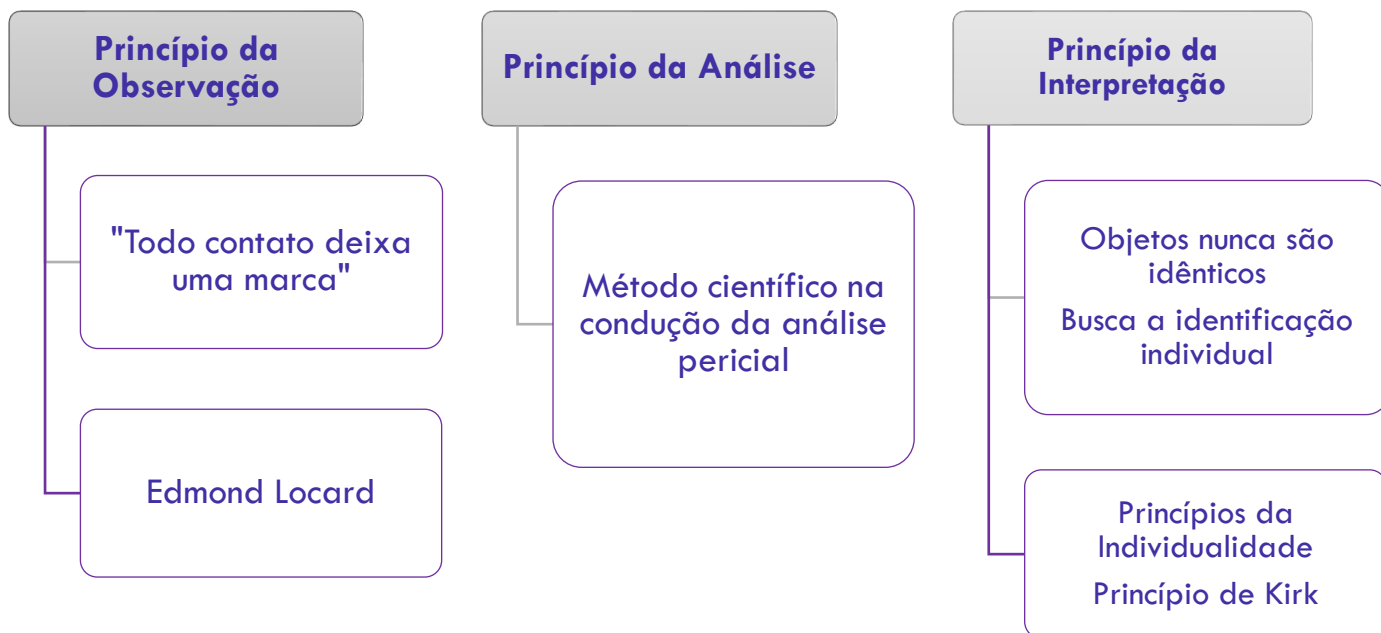 Princípio da
Observação
"Todo contato deixa
uma marca"
Edmond Locard
Princípio da Análise
Método científico na
condução da análise
pericial
Princípio da
Interpretação
Objetos nunca são
idênticos
Busca a identificação
individual
Princípios da
Individualidade
Princípio de Kirk